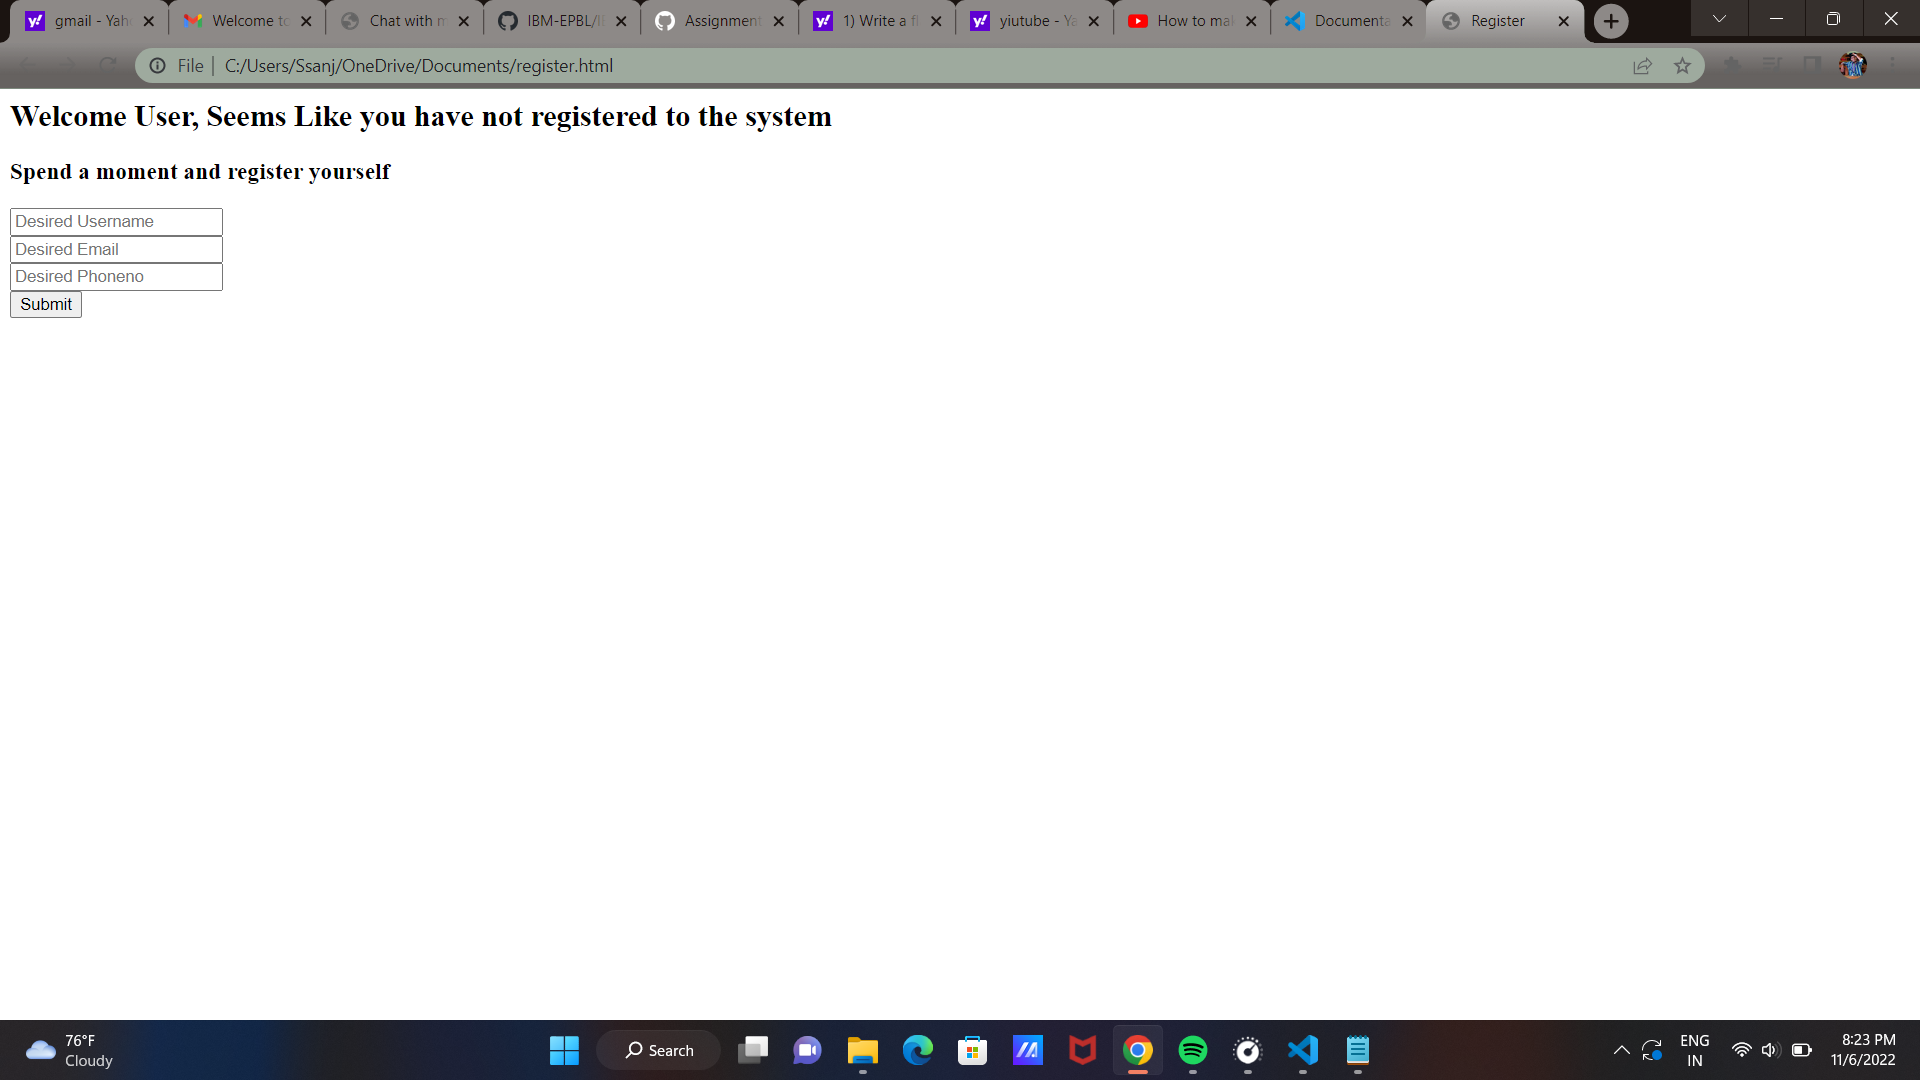 gmail - Yah
Welcome to
Chat with m
IBM-EPBL/I
Assignment
1) Write a fl
yiutube - Ya
How to mak
Documenta
Register
File
C:/Users/Ssanj/OneDrive/Documents/register.html
Welcome User, Seems Like you have not registered to the system
Spend a moment and register yourself
Desired Username
Desired Email
Desired Phoneno
Submit
76°F
Cloudy
Search
ENG
IN
8:23 PM
11/6/2022